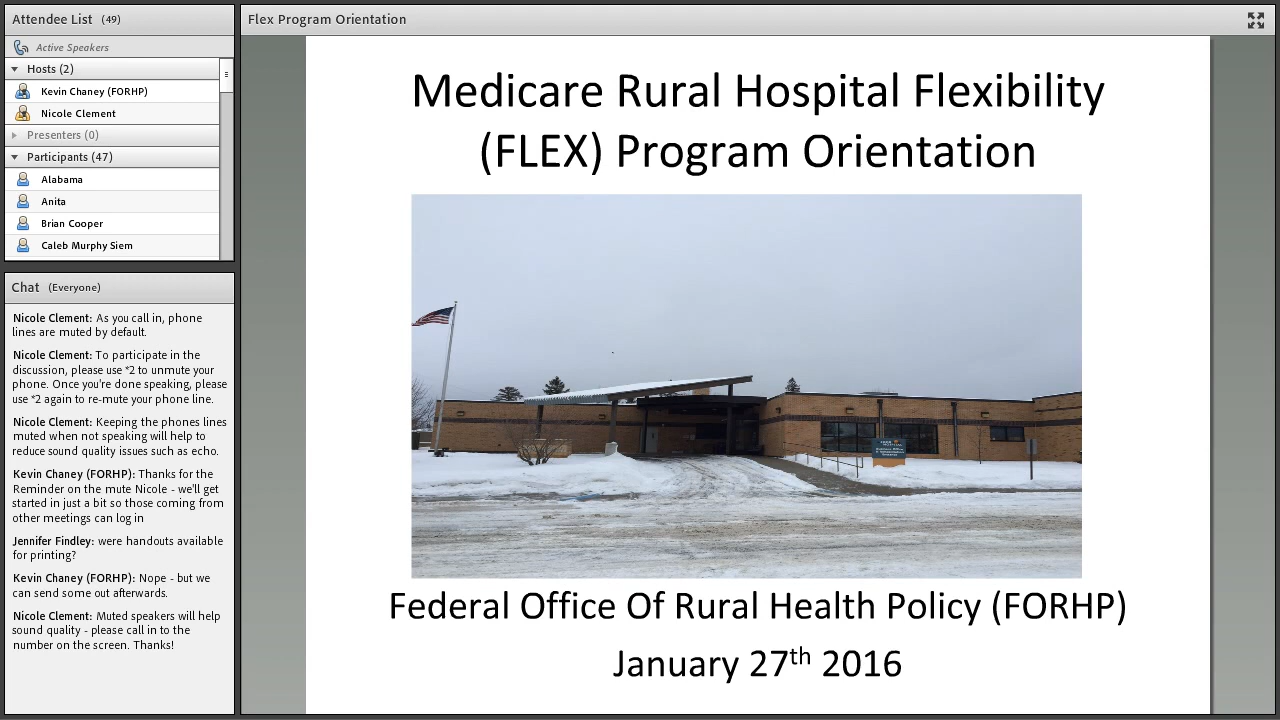 Attendee List (49)
Active Speakers
Hosts (2)
Kevin Chaney (FORHP)
Nicole Clement
Presenters (0)
Participants (47)
Alabama
Anita
Brian Cooper
Caleb Murphy Siem
Chat (Everyone)
Nicole Clement: As you call in, phone
lines are muted by default.
Nicole Clement: To participate in the
discussion, please use *2 to unmute your
phone. Once you're done speaking, please
use *2 again to re-mute your phone line.
Nicole Clement: Keeping the phones lines
muted when not speaking will help to
reduce sound quality issues such as echo.
Kevin Chaney (FORHP): Thanks for the
Reminder on the mute Nicole - we'll get
started in just a bit so those coming from
other meetings can log in
Jennifer Findley: were handouts available
for printing?
Kevin Chaney (FORHP): Nope - but we
can send some out afterwards.
Nicole Clement: Muted speakers will help
sound quality - please call in to the
number on the screen. Thanks!
Flex Program Orientation
Medicare Rural Hospital Flexibility
(FLEX) Program Orientation
Federal Office Of Rural Health Policy (FORHP)
January 27th 2016